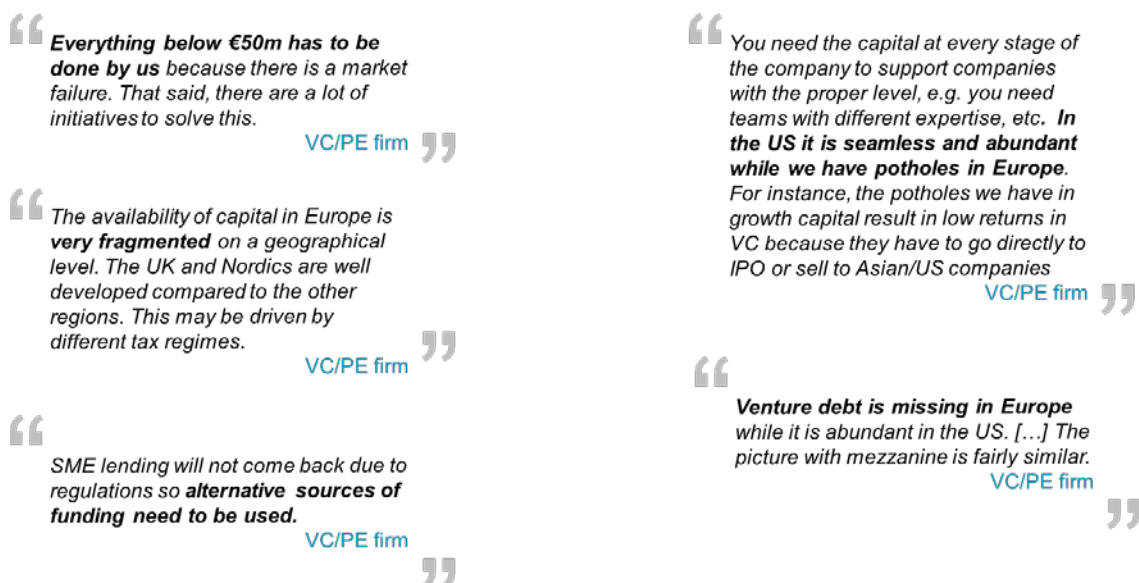 Everything below €50m has to be
done by us because there is a market
failure. That said, there are a lot of
initiatives to solve this.
VC/PE firm
The availability of capital in Europe is
very fragmented on a geographical
level. The UK and Nordics are well
developed compared to the other
regions. This may be driven by
different tax regimes.
VC/PE firm
SME lending will not come back due to
regulations so alternative sources of
funding need to be used.
VC/PE firm
You need the capital at every stage of
the company to support companies
with the proper level, e.g. you need
teams with different expertise, etc. In
the US it is seamless and abundant
while we have potholes in Europe.
For instance, the potholes we have in
growth capital result in low returns in
VC because they have to go directly to
IPO or sell to Asian/US companies
VC/PE firm
Venture debt is missing in Europe
while it is abundant in the US. […] The
picture with mezzanine is fairly similar.
VC/PE firm